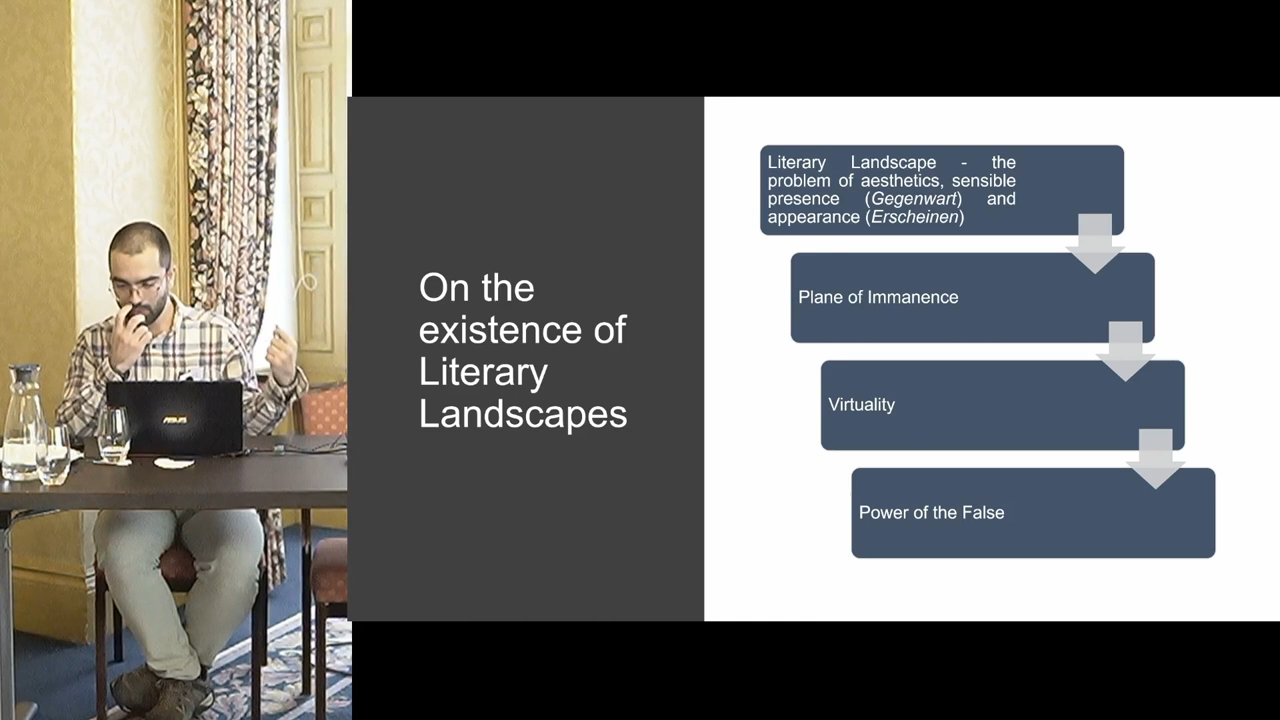 On the
existence of
Literary
Landscapes
Literary Landscape - the
problem of aesthetics, sensible
presence (Gegenwart) and
appearance (Erscheinen)
Plane of Immanence
Virtuality
Power of the False
ASUS